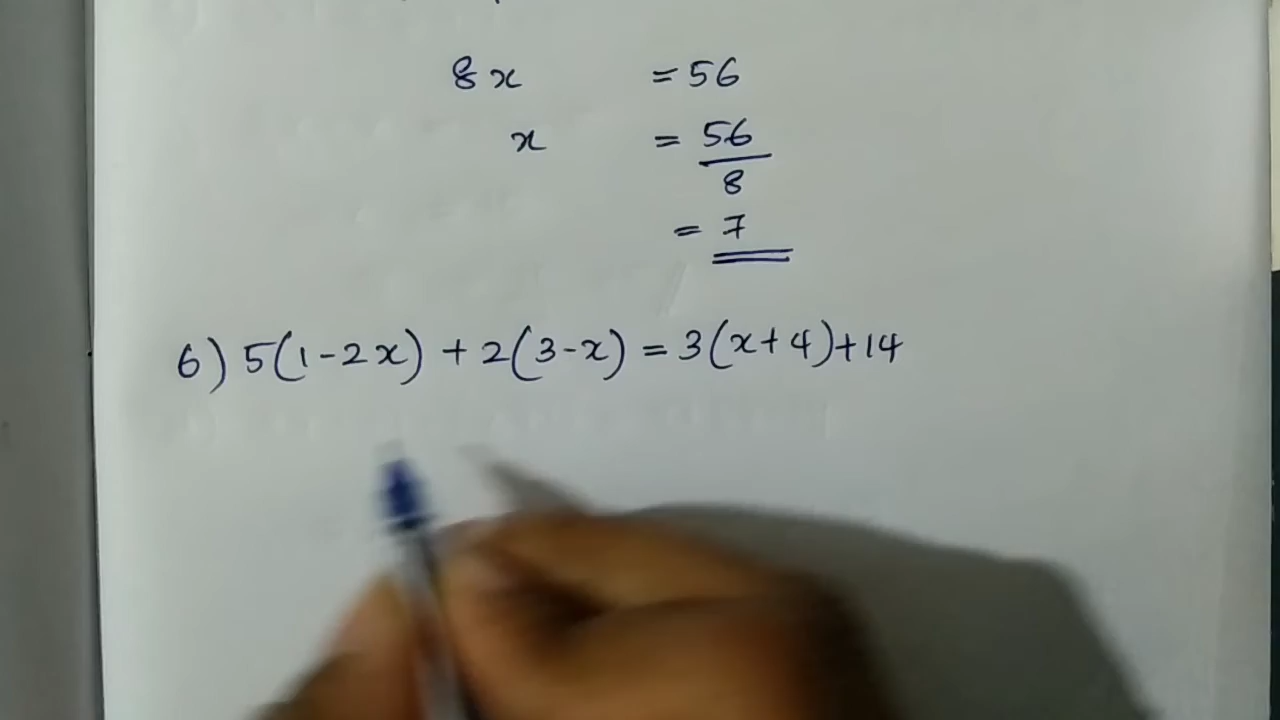 8x = 56
x = 56/8
= 7
6) 5(1-2x) + 2(3-x) = 3(x+4)+14